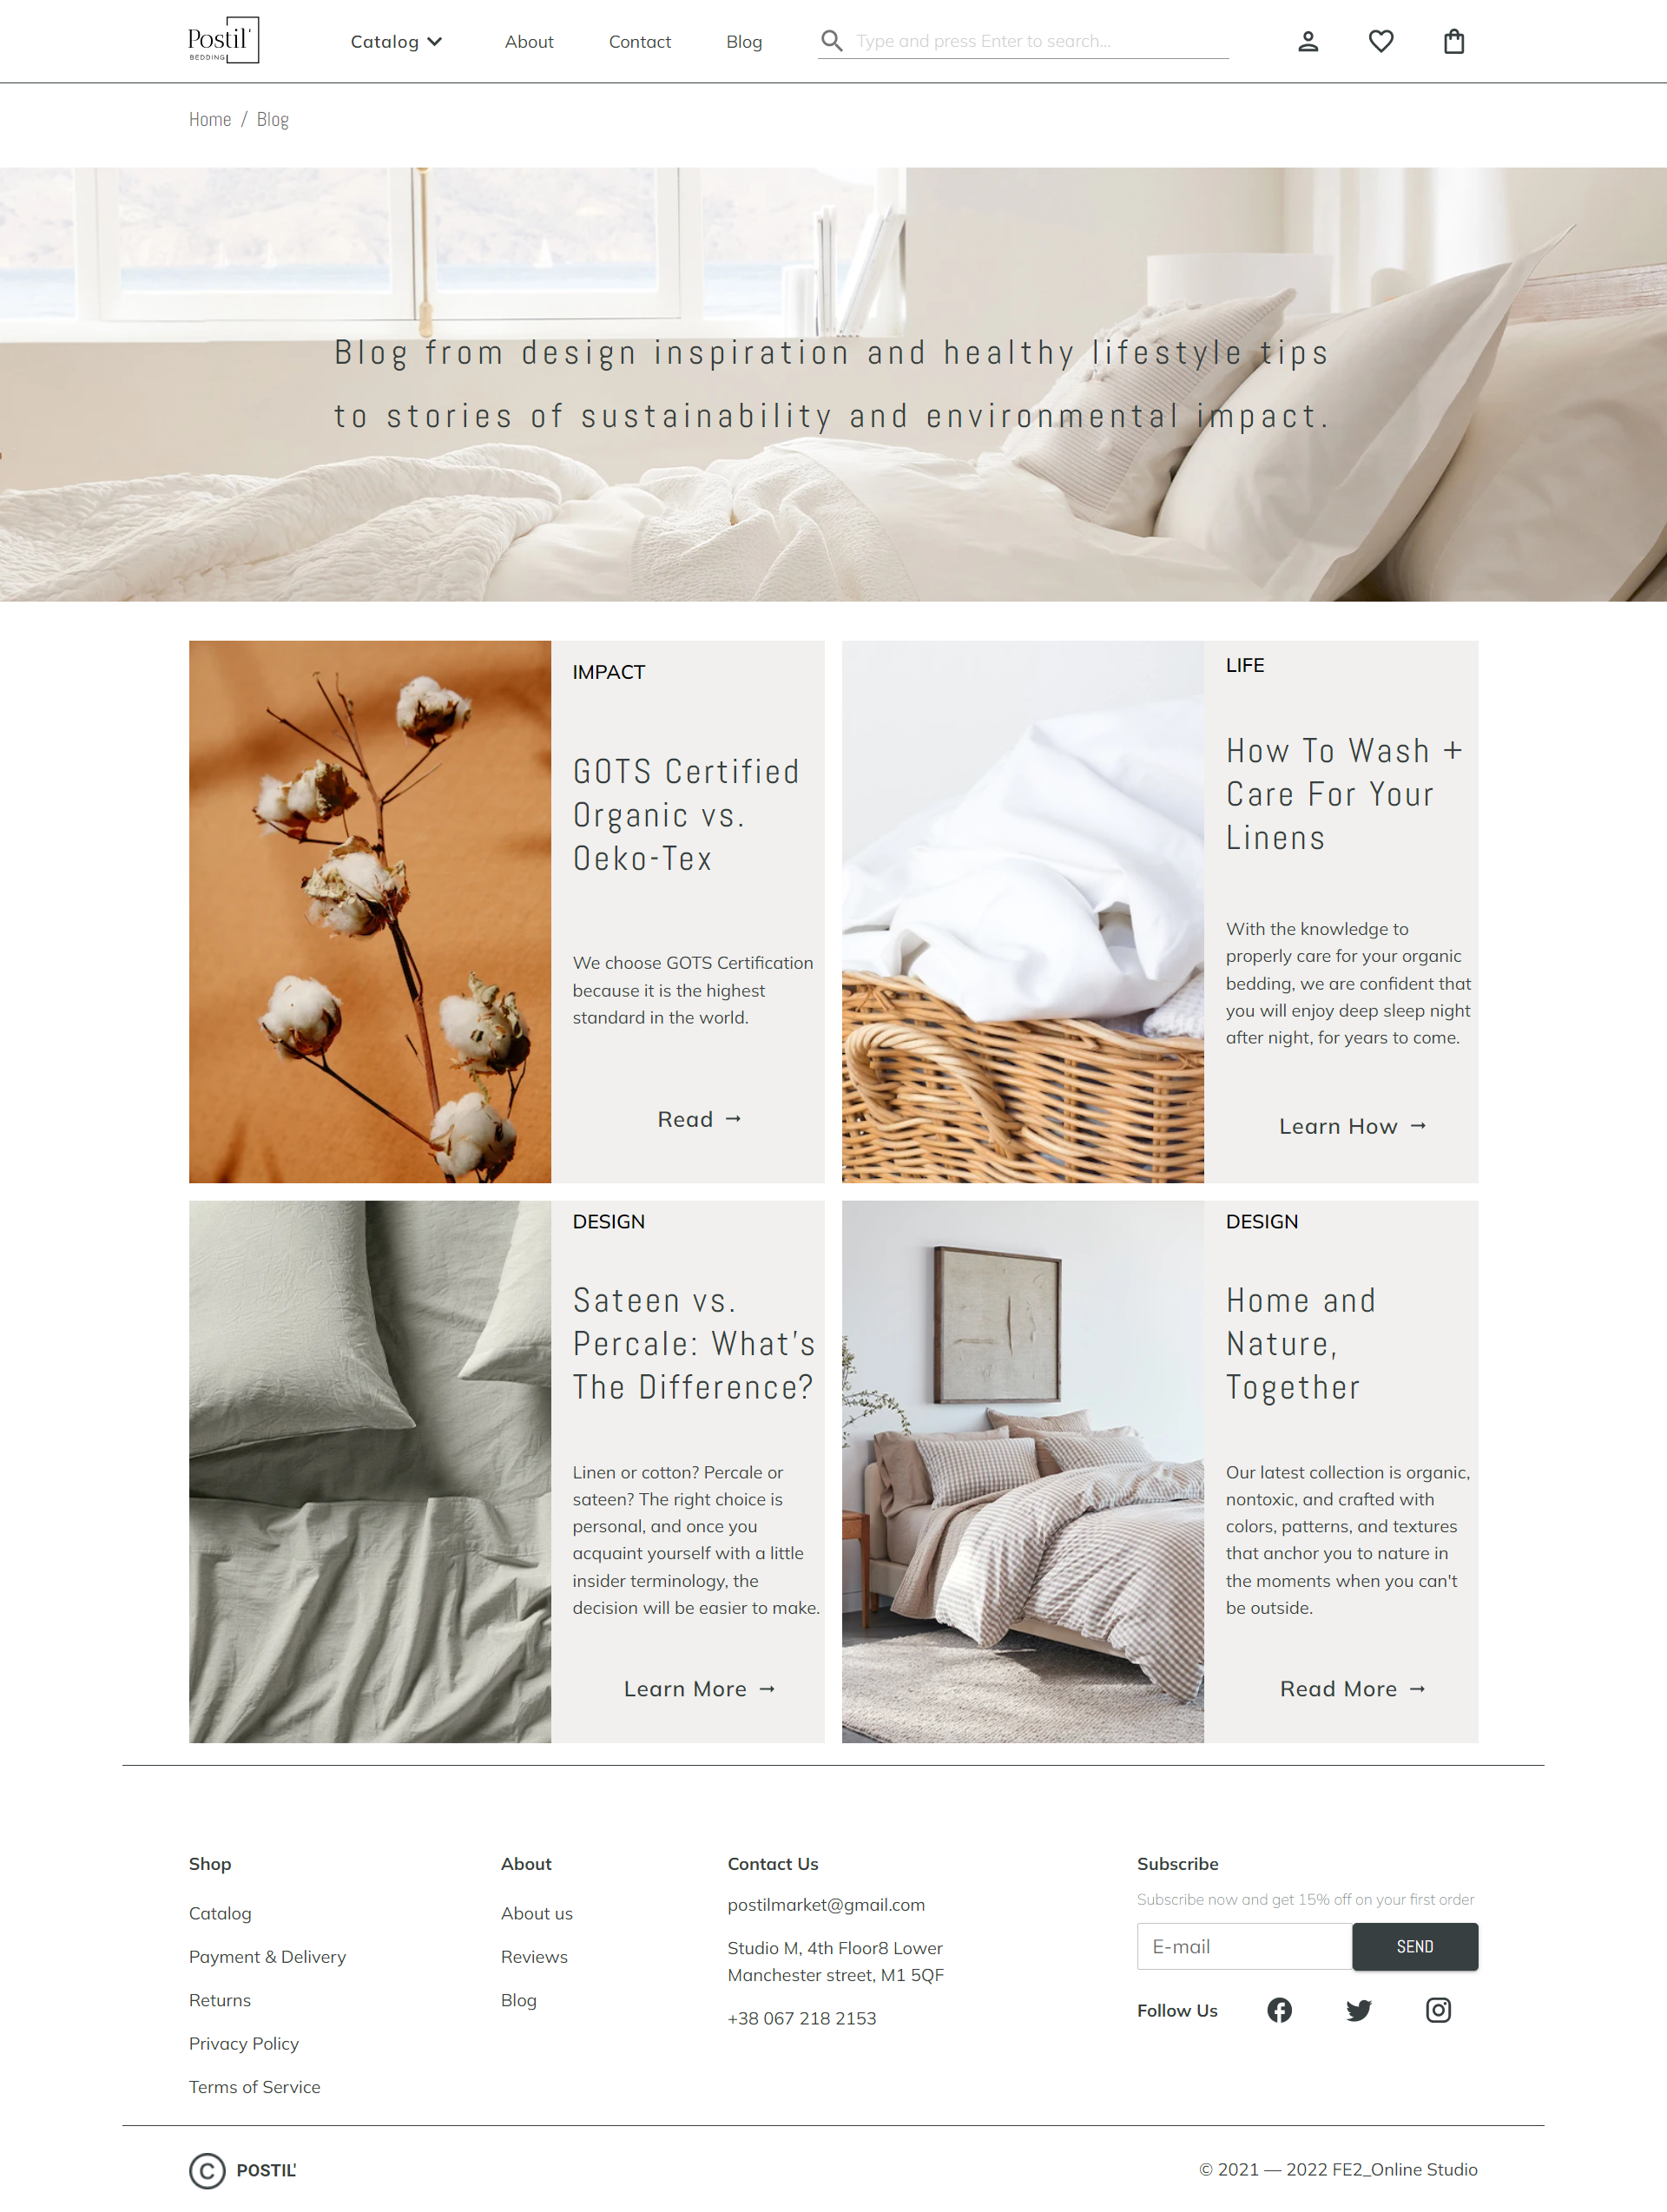 Postil'
BEDDING
Catalog
About
Contact
Blog
Type and press Enter to search...
Home / Blog
Blog from design inspiration and healthy lifestyle tips
to stories of sustainability and environmental impact.
IMPACT
GOTS Certified
Organic vs.
Oeko-Tex
We choose GOTS Certification
because it is the highest
standard in the world.
Read →
LIFE
How To Wash +
Care For Your
Linens
With the knowledge to
properly care for your organic
bedding, we are confident that
you will enjoy deep sleep night
after night, for years to come.
Learn How →
DESIGN
Sateen vs.
Percale: What's
The Difference?
Linen or cotton? Percale or
sateen? The right choice is
personal, and once you
acquaint yourself with a little
insider terminology, the
decision will be easier to make.
Learn More →
DESIGN
Home and
Nature,
Together
Our latest collection is organic,
nontoxic, and crafted with
colors, patterns, and textures
that anchor you to nature in
the moments when you can't
be outside.
Read More →
Shop
Catalog
Payment & Delivery
Returns
Privacy Policy
Terms of Service
About
About us
Reviews
Blog
Contact Us
postilmarket@gmail.com
Studio M, 4th Floor8 Lower
Manchester street, M1 5QF
+38 067 218 2153
Subscribe
Subscribe now and get 15% off on your first order
E-mail
SEND
Follow Us
© POSTIL'
© 2021 — 2022 FE2_Online Studio